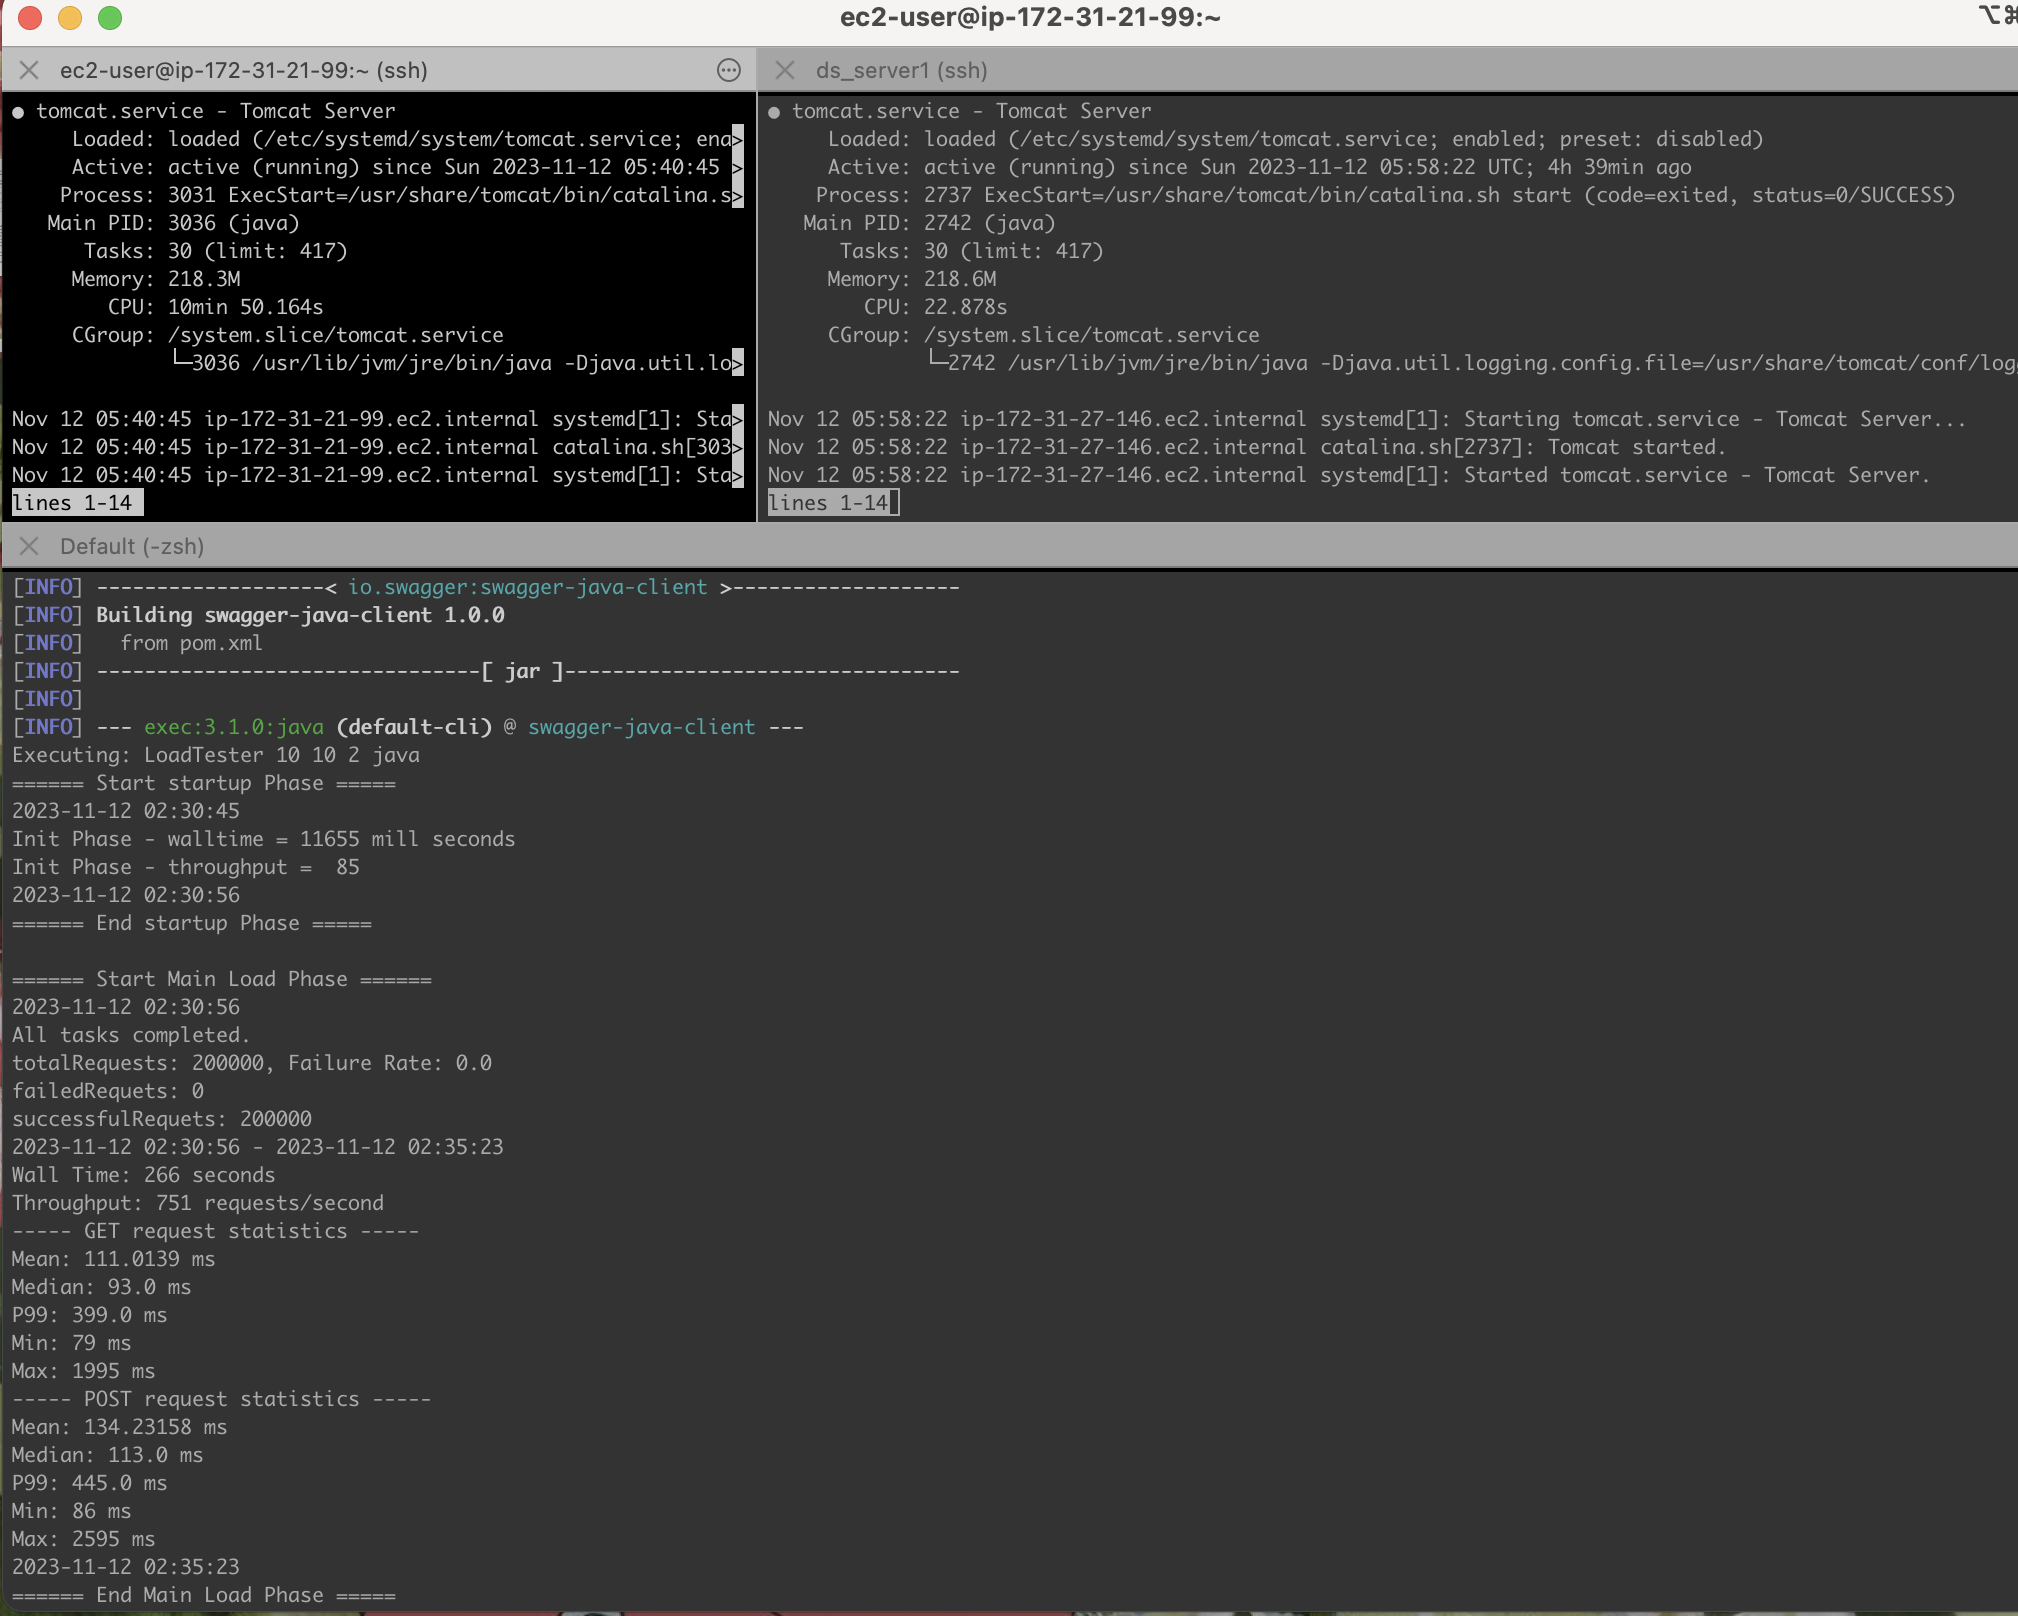 ec2-user@ip-172-31-21-99:~
⌥⌘
ec2-user@ip-172-31-21-99:~ (ssh)
● tomcat.service - Tomcat Server
Loaded: loaded (/etc/systemd/system/tomcat.service; ena>
Active: active (running) since Sun 2023-11-12 05:40:45 >
Process: 3031 ExecStart=/usr/share/tomcat/bin/catalina.s>
Main PID: 3036 (java)
Tasks: 30 (limit: 417)
Memory: 218.3M
CPU: 10min 50.164s
CGroup: /system.slice/tomcat.service
└─3036 /usr/lib/jvm/jre/bin/java -Djava.util.lo>
Nov 12 05:40:45 ip-172-31-21-99.ec2.internal systemd[1]: Sta>
Nov 12 05:40:45 ip-172-31-21-99.ec2.internal catalina.sh[303>
Nov 12 05:40:45 ip-172-31-21-99.ec2.internal systemd[1]: Sta>
lines 1-14
ds_server1 (ssh)
● tomcat.service - Tomcat Server
Loaded: loaded (/etc/systemd/system/tomcat.service; enabled; preset: disabled)
Active: active (running) since Sun 2023-11-12 05:58:22 UTC; 4h 39min ago
Process: 2737 ExecStart=/usr/share/tomcat/bin/catalina.sh start (code=exited, status=0/SUCCESS)
Main PID: 2742 (java)
Tasks: 30 (limit: 417)
Memory: 218.6M
CPU: 22.878s
CGroup: /system.slice/tomcat.service
└─2742 /usr/lib/jvm/jre/bin/java -Djava.util.logging.config.file=/usr/share/tomcat/conf/logg
Nov 12 05:58:22 ip-172-31-27-146.ec2.internal systemd[1]: Starting tomcat.service - Tomcat Server...
Nov 12 05:58:22 ip-172-31-27-146.ec2.internal catalina.sh[2737]: Tomcat started.
Nov 12 05:58:22 ip-172-31-27-146.ec2.internal systemd[1]: Started tomcat.service - Tomcat Server.
lines 1-14
Default (-zsh)
[INFO] -------------------< io.swagger:swagger-java-client >-------------------
[INFO] Building swagger-java-client 1.0.0
[INFO]   from pom.xml
[INFO] --------------------------------[ jar ]---------------------------------
[INFO]
[INFO] --- exec:3.1.0:java (default-cli) @ swagger-java-client ---
Executing: LoadTester 10 10 2 java
====== Start startup Phase =====
2023-11-12 02:30:45
Init Phase - walltime = 11655 mill seconds
Init Phase - throughput =  85
2023-11-12 02:30:56
====== End startup Phase =====
====== Start Main Load Phase ======
2023-11-12 02:30:56
All tasks completed.
totalRequests: 200000, Failure Rate: 0.0
failedRequets: 0
successfulRequets: 200000
2023-11-12 02:30:56 - 2023-11-12 02:35:23
Wall Time: 266 seconds
Throughput: 751 requests/second
----- GET request statistics -----
Mean: 111.0139 ms
Median: 93.0 ms
P99: 399.0 ms
Min: 79 ms
Max: 1995 ms
----- POST request statistics -----
Mean: 134.23158 ms
Median: 113.0 ms
P99: 445.0 ms
Min: 86 ms
Max: 2595 ms
2023-11-12 02:35:23
====== End Main Load Phase =====